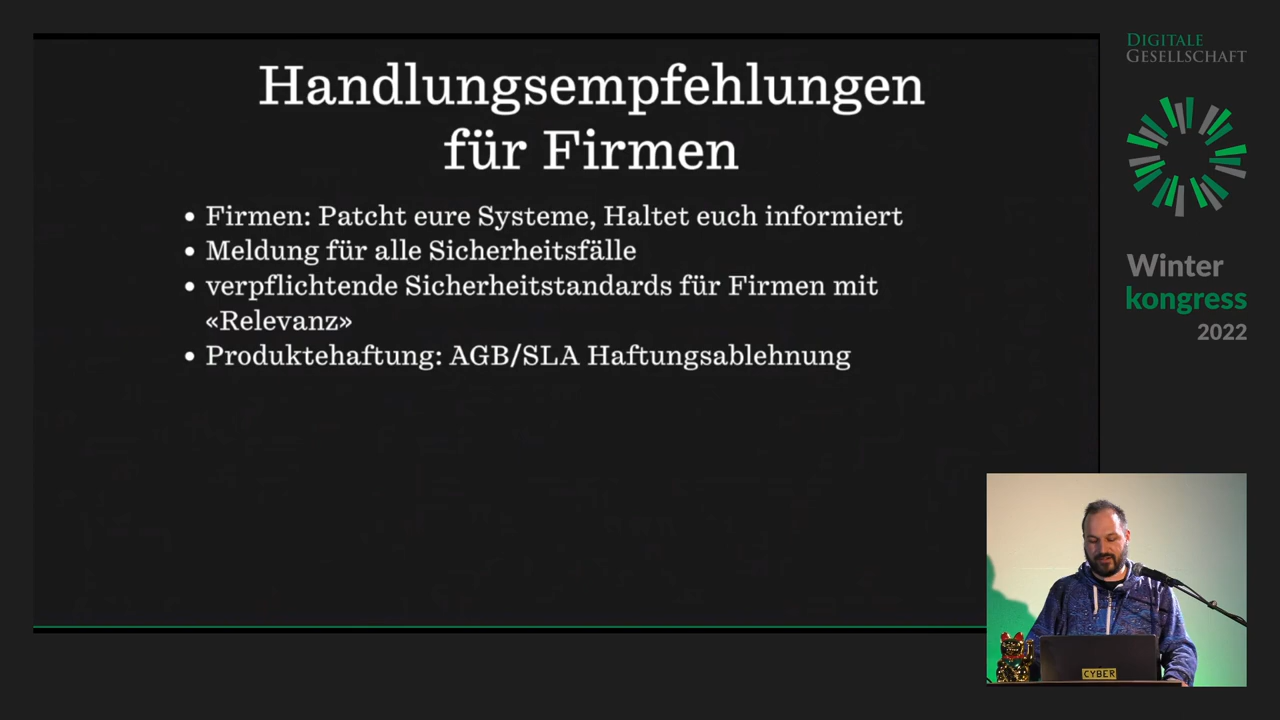 Handlungsempfehlungen
für Firmen
• Firmen: Patcht eure Systeme, Haltet euch informiert
• Meldung für alle Sicherheitsfälle
• verpflichtende Sicherheitstandards für Firmen mit
«Relevanz»
• Produktehaftung: AGB/SLA Haftungsablehnung
DIGITALE
GESELLSCHAFT
Winter
kongress
2022
CYBER